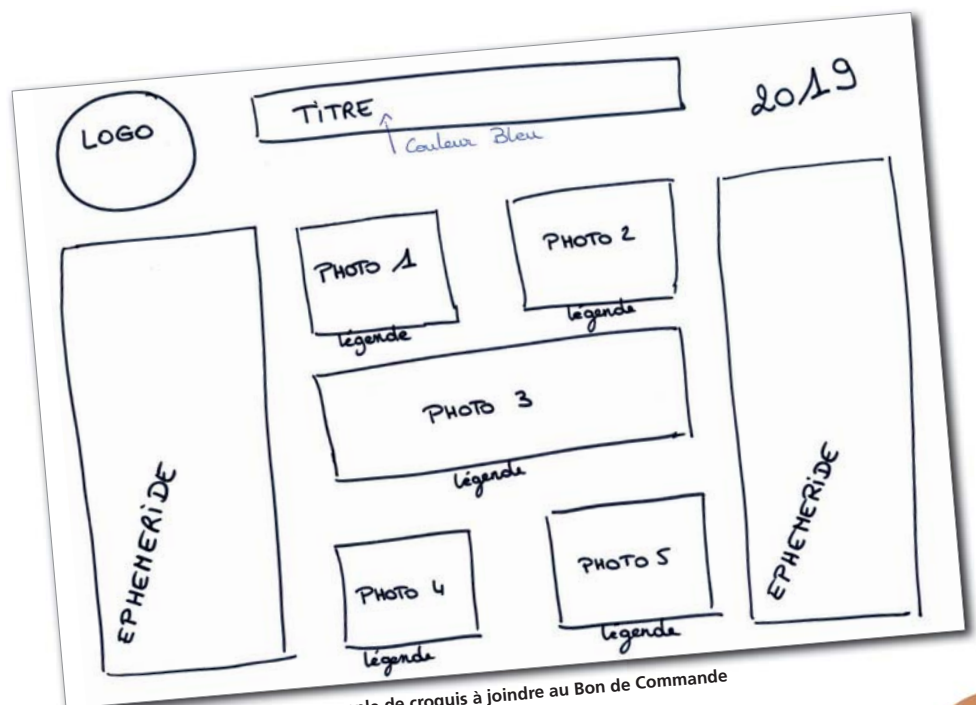 LOGO
TITRE
Couleur Bleu
2019
PHOTO 1
légende
PHOTO 2
légende
PHOTO 3
légende
PHOTO 4
légende
PHOTO 5
légende
EPHEMERIDE
EPHEMERIDE
de croquis à joindre au Bon de Commande